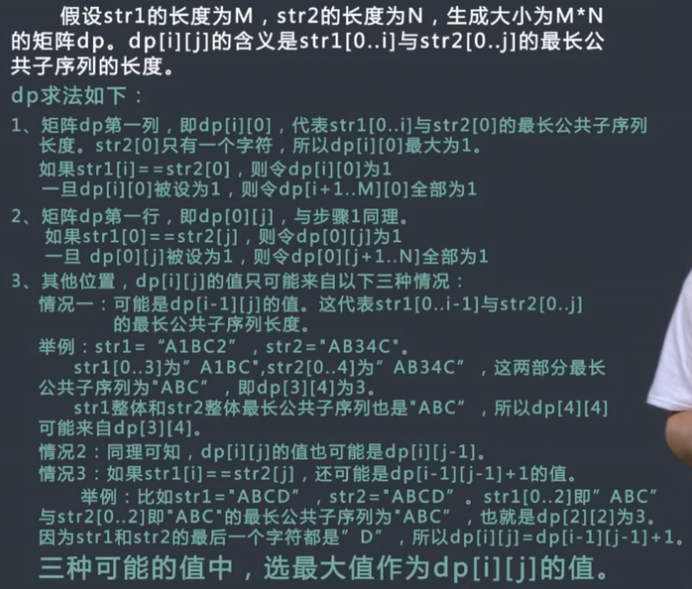 假设str1的长度为M，str2的长度为N，生成大小为M*N
的矩阵dp。dp[i][j]的含义是str1[0..i]与str2[0..j]的最长公
共子序列的长度。
dp求法如下：
1、矩阵dp第一列，即dp[i][0]，代表str1[0..i]与str2[0]的最长公共子序列
长度。str2[0]只有一个字符，所以dp[i][0]最大为1。
如果str1[i]==str2[0]，则令dp[i][0]为1
一旦dp[i][0]被设为1，则令dp[i+1..M][0]全部为1
2、矩阵dp第一行，即dp[0][j]，与步骤1同理。
如果str1[0]==str2[j]，则令dp[0][j]为1
一旦 dp[0][j]被设为1，则令dp[0][j+1..N]全部为1
3、其他位置，dp[i][j]的值只可能来自以下三种情况：
情况一：可能是dp[i-1][j]的值。这代表str1[0..i-1]与str2[0..j]
的最长公共子序列长度。
举例：str1=“A1BC2”，str2="AB34C"。
str1[0..3]为”A1BC",str2[0..4]为”AB34C”，这两部分最长
公共子序列为"ABC”，即dp[3][4]为3。
str1整体和str2整体最长公共子序列也是"ABC”，所以dp[4][4]
可能来自dp[3][4]。
情况2：同理可知，dp[i][j]的值也可能是dp[i][j-1]。
情况3：如果str1[i]==str2[j]，还可能是dp[i-1][j-1]+1的值。
举例：比如str1="ABCD”，str2="ABCD”。str1[0..2]即”ABC”
与str2[0..2]即"ABC"的最长公共子序列为"ABC”，也就是dp[2][2]为3。
因为str1和str2的最后一个字符都是”D”，所以dp[i][j]=dp[i-1][j-1]+1。
三种可能的值中，选最大值作为dp[i][j]的值。